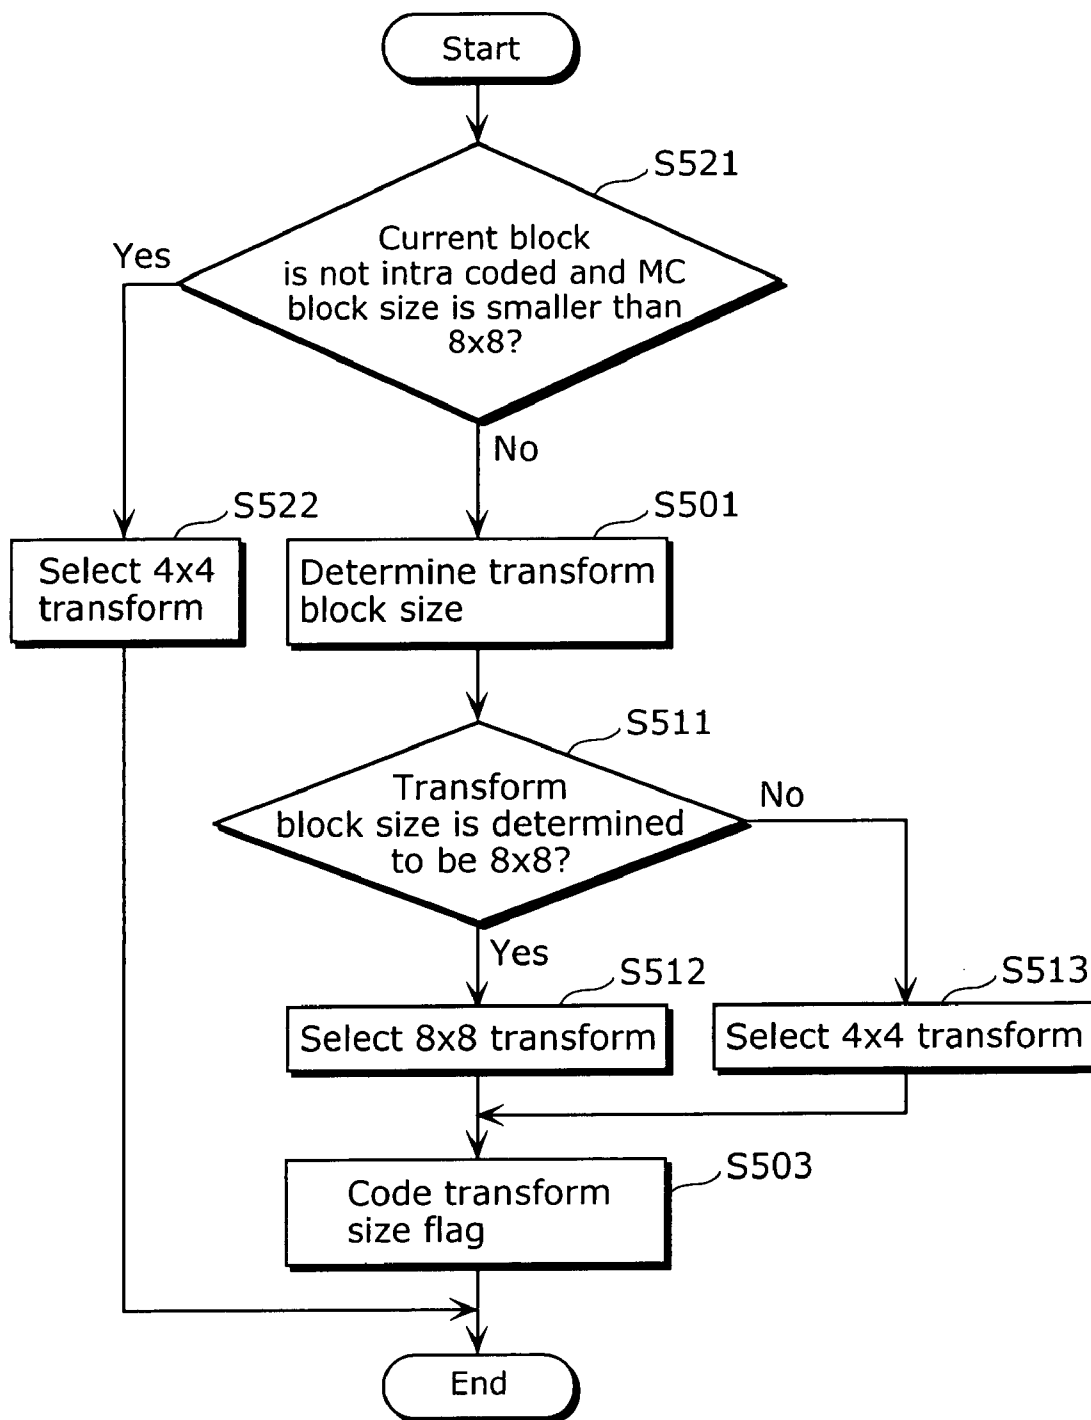 Start
S521
Current block
is not intra coded and MC
block size is smaller than
8x8?
Yes
No
S522
Select 4x4
transform
S501
Determine transform
block size
S511
Transform
block size is determined
to be 8x8?
No
Yes
S512
Select 8x8 transform
S513
Select 4x4 transform
S503
Code transform
size flag
End